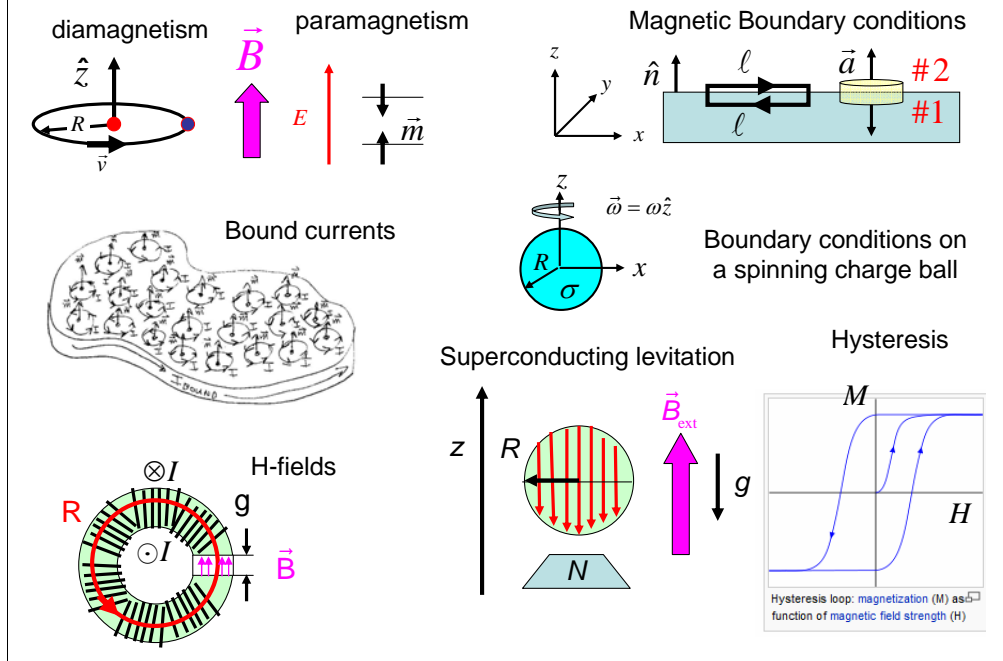 diamagnetism
paramagnetism
Magnetic Boundary conditions
ẑ
R
v⃗
B⃗
E
m⃗
z
y
x
n̂
ℓ
ℓ
a⃗
#2
#1
Bound currents
I BOUND
z
ω⃗ = ωẑ
R
x
σ
Boundary conditions on
a spinning charge ball
Superconducting levitation
z
R
B⃗ext
g
N
Hysteresis
M
H
Hysteresis loop: magnetization (M) as
function of magnetic field strength (H)
H-fields
⊗I
R
g
⊙I
B⃗